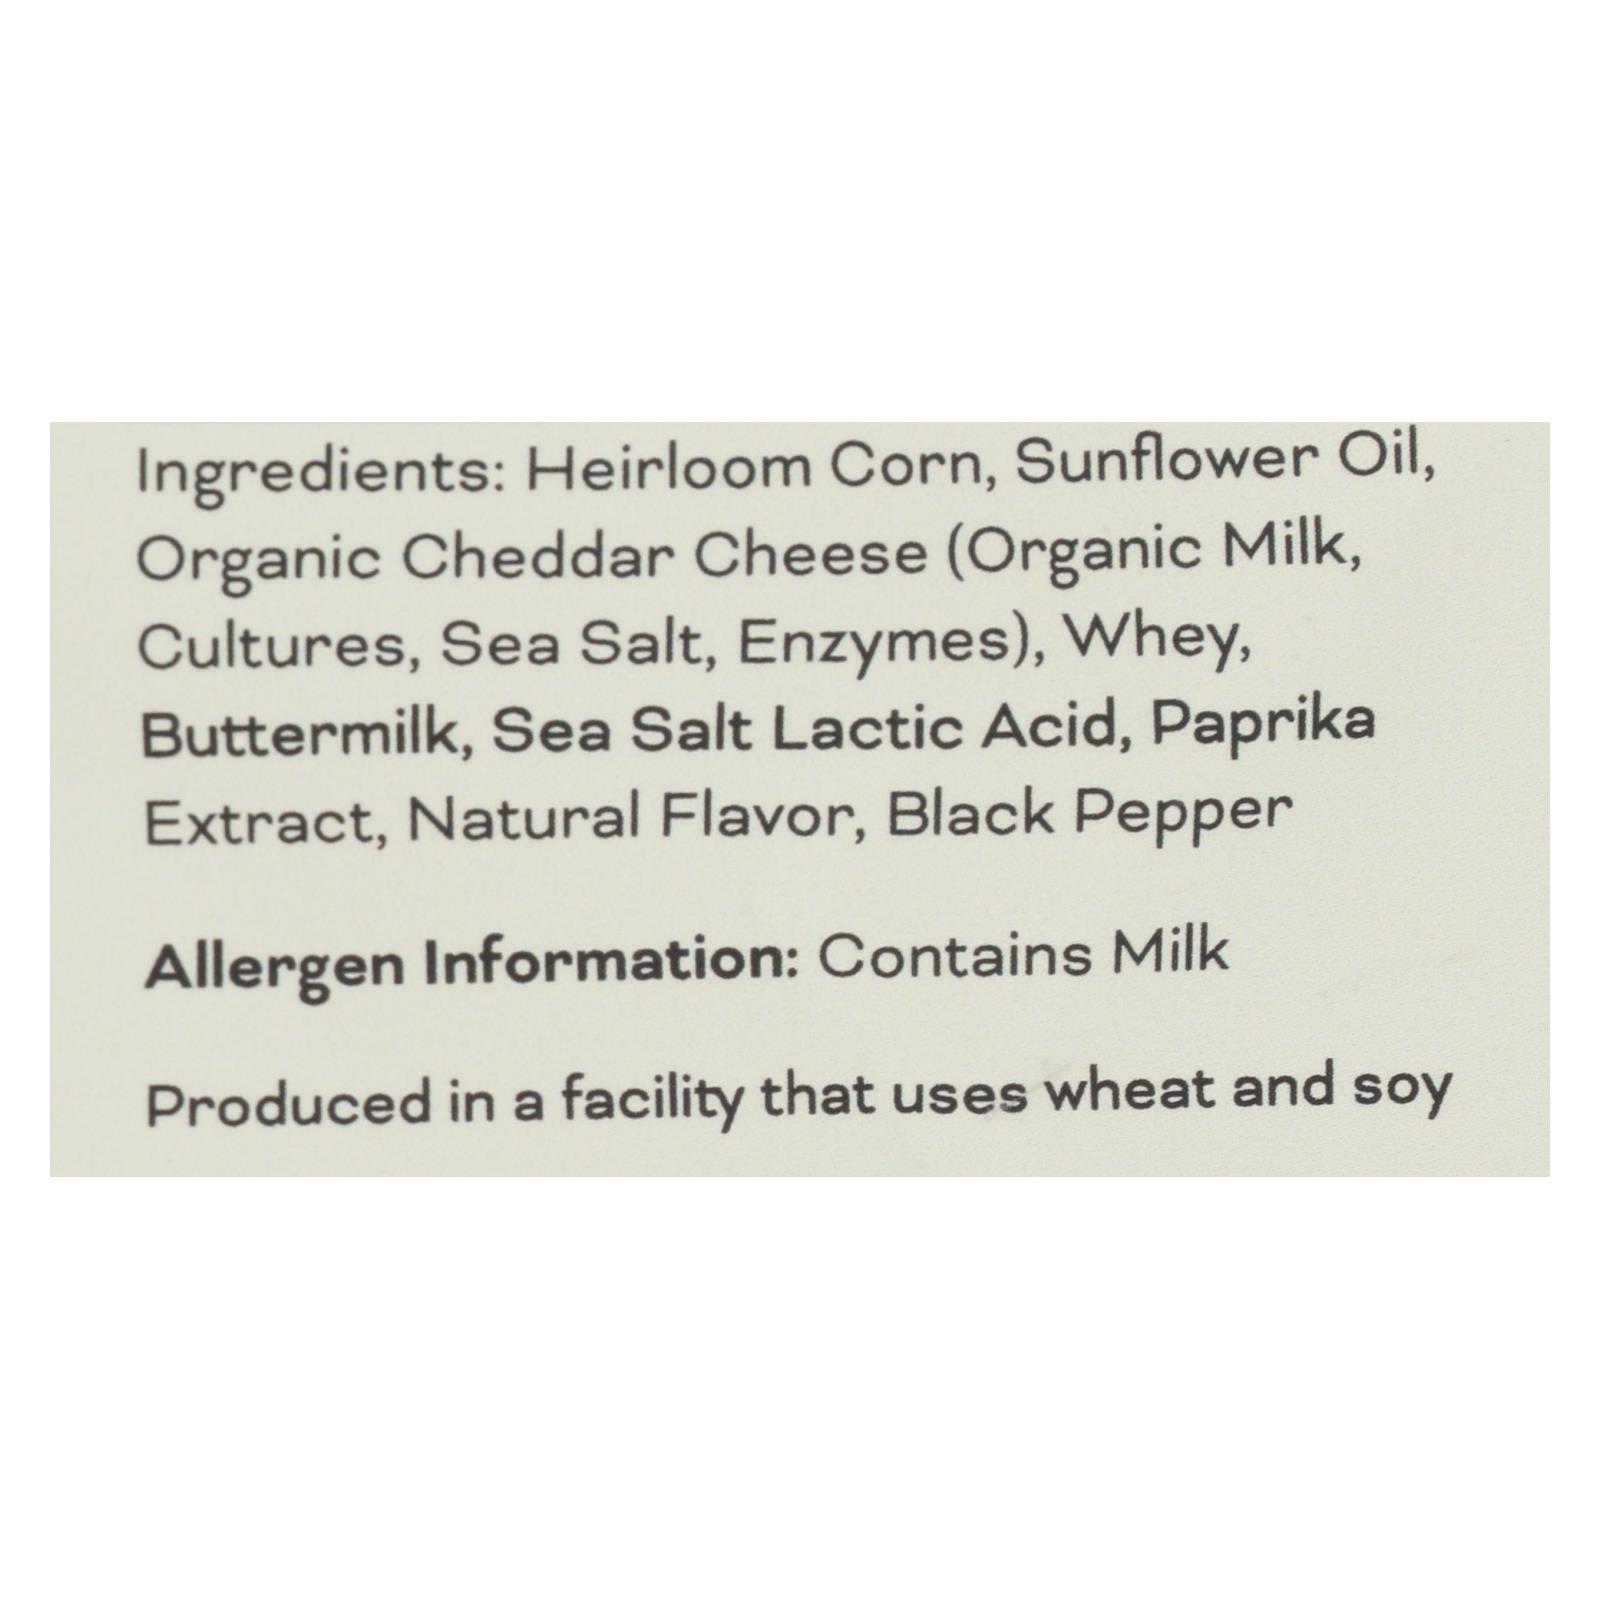 Ingredients: Heirloom Corn, Sunflower Oil,
Organic Cheddar Cheese (Organic Milk,
Cultures, Sea Salt, Enzymes), Whey,
Buttermilk, Sea Salt Lactic Acid, Paprika
Extract, Natural Flavor, Black Pepper
Allergen Information: Contains Milk
Produced in a facility that uses wheat and soy